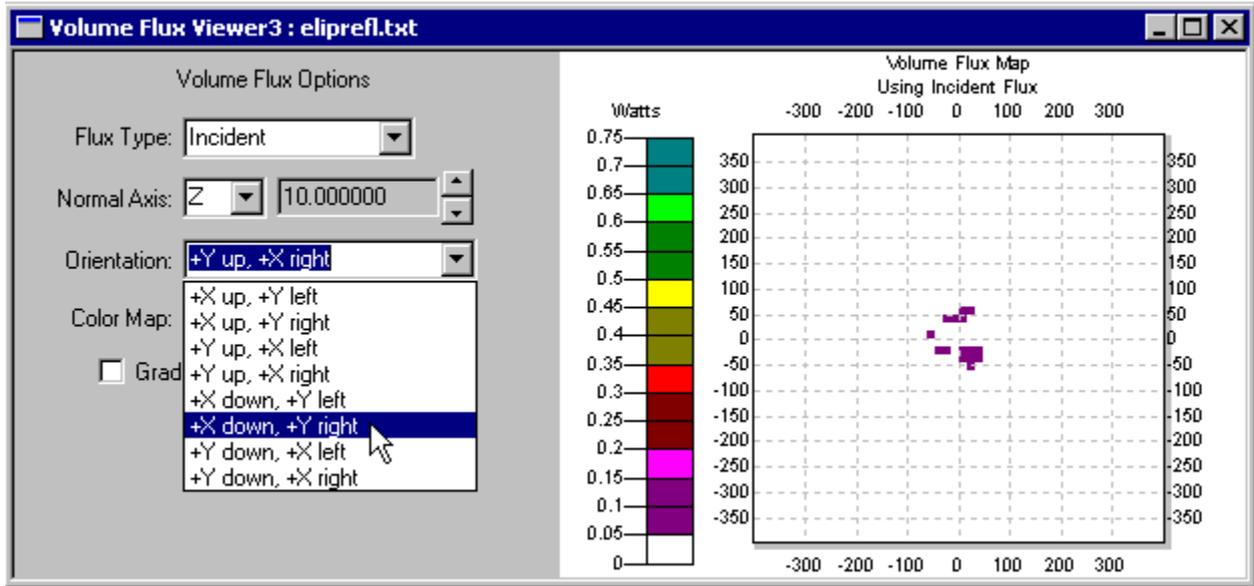 Volume Flux Viewer3 : eliprefl.txt
Volume Flux Options
Flux Type: Incident
Normal Axis: Z 10.000000
Orientation: +Y up, +X right
+X up, +Y left
+X up, +Y right
+Y up, +X left
+Y up, +X right
+X down, +Y left
+X down, +Y right
+Y down, +X left
+Y down, +X right
Color Map:
Grad
Volume Flux Map
Using Incident Flux
Watts
0.75
0.7
0.65
0.6
0.55
0.5
0.45
0.4
0.35
0.3
0.25
0.2
0.15
0.1
0.05
0
-300 -200 -100 0 100 200 300
350 350
300 300
250 250
200 200
150 150
100 100
50 50
0 0
-50 -50
-100 -100
-150 -150
-200 -200
-250 -250
-300 -300
-350 -350
-300 -200 -100 0 100 200 300